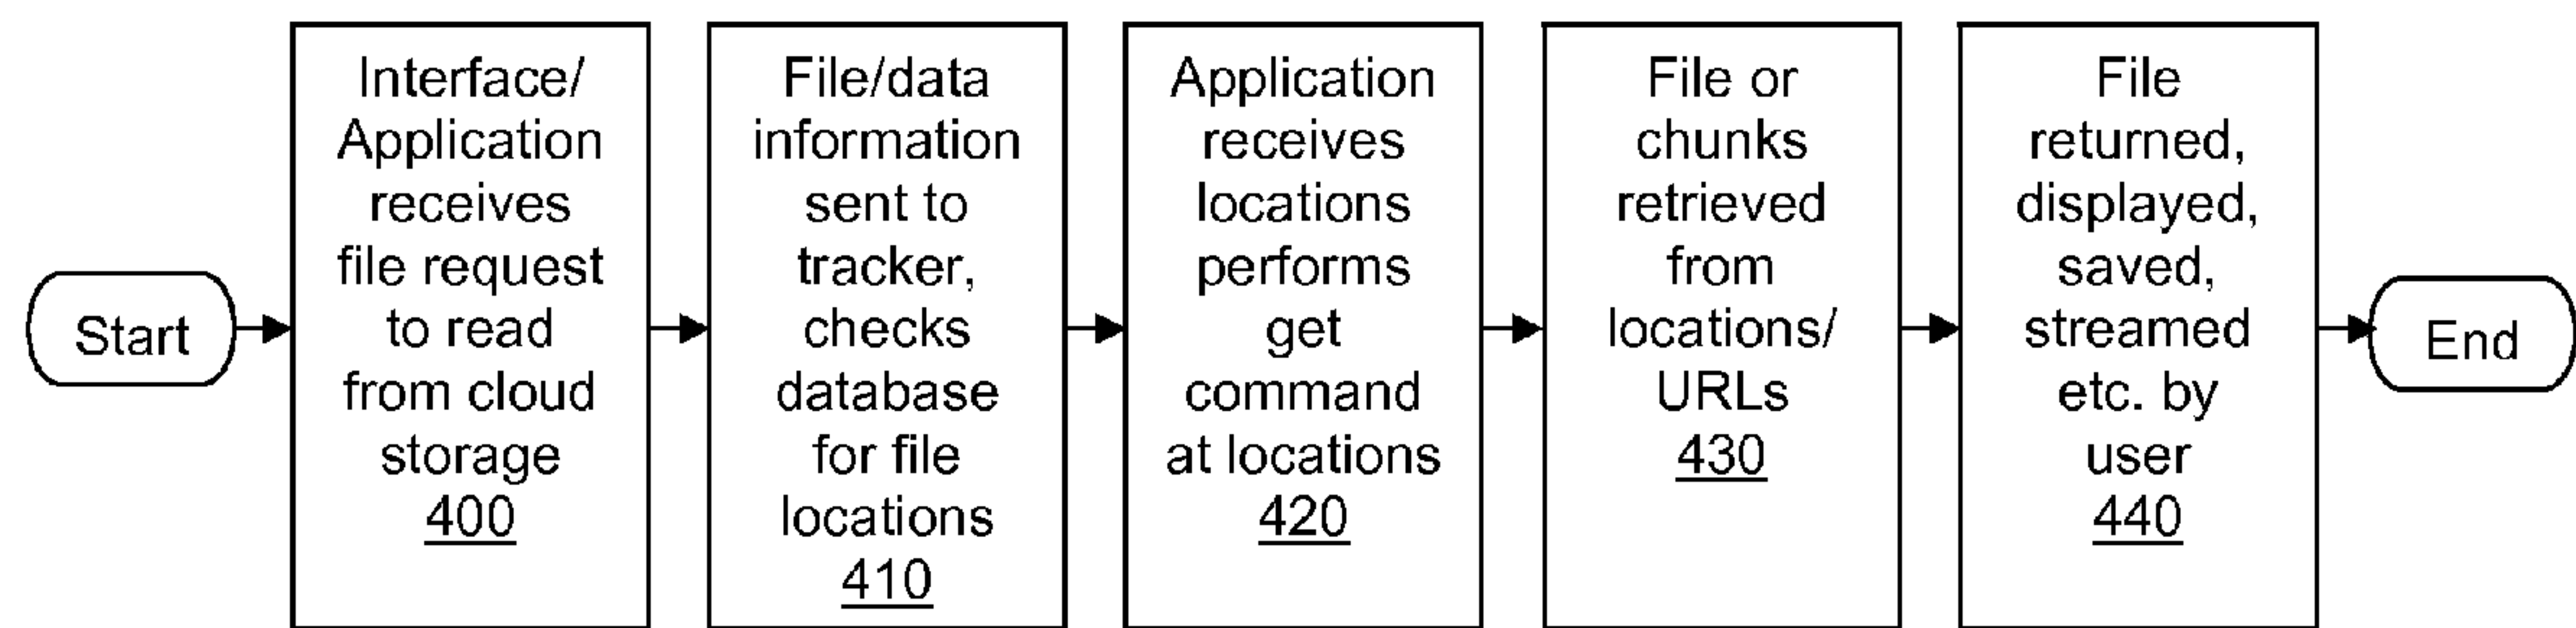 Start
Interface/
Application
receives
file request
to read
from cloud
storage
400
File/data
information
sent to
tracker,
checks
database
for file
locations
410
Application
receives
locations
performs
get
command
at locations
420
File or
chunks
retrieved
from
locations/
URLs
430
File
returned,
displayed,
saved,
streamed
etc. by
user
440
End